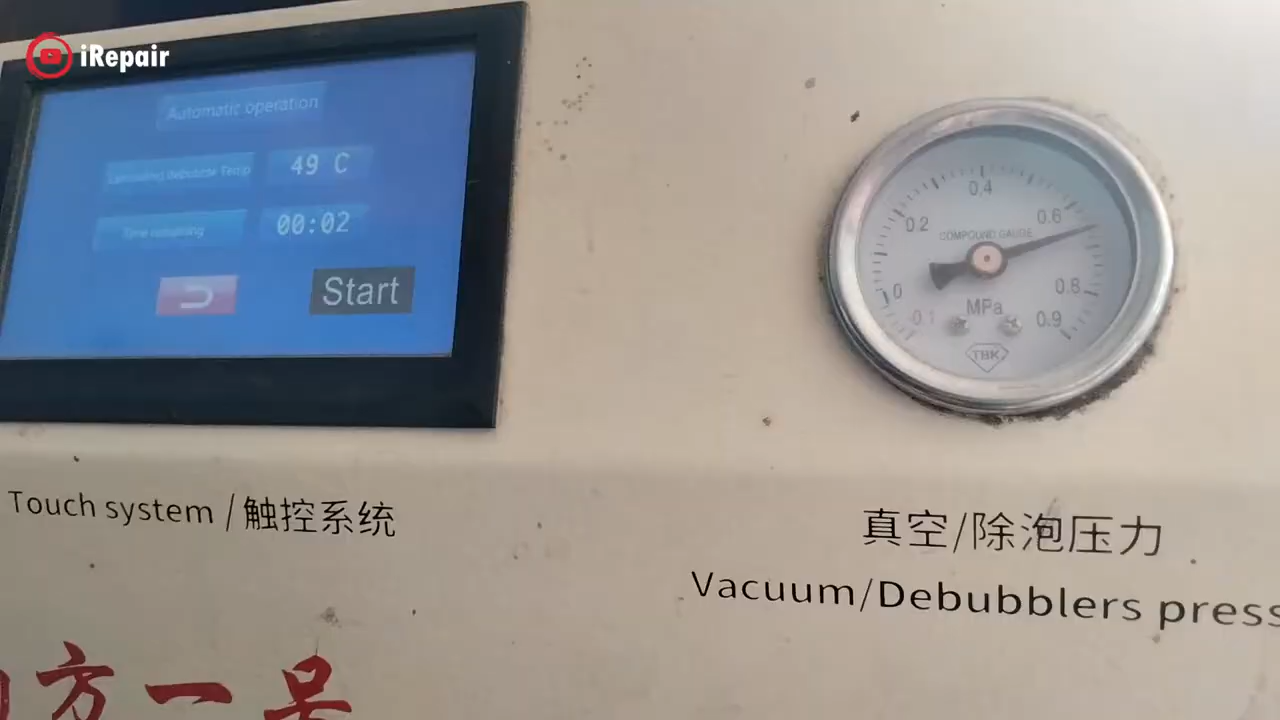 iRepair
Automatic operation
Laminating debubble Temp
49 C
Time remaining
00:02
Start
0.1
0
0.2
0.4
0.6
0.8
0.9
COMPOUND GAUGE
MPa
TBK
Touch system/触控系统
真空/除泡压力
Vacuum/Debubblers press
方一号